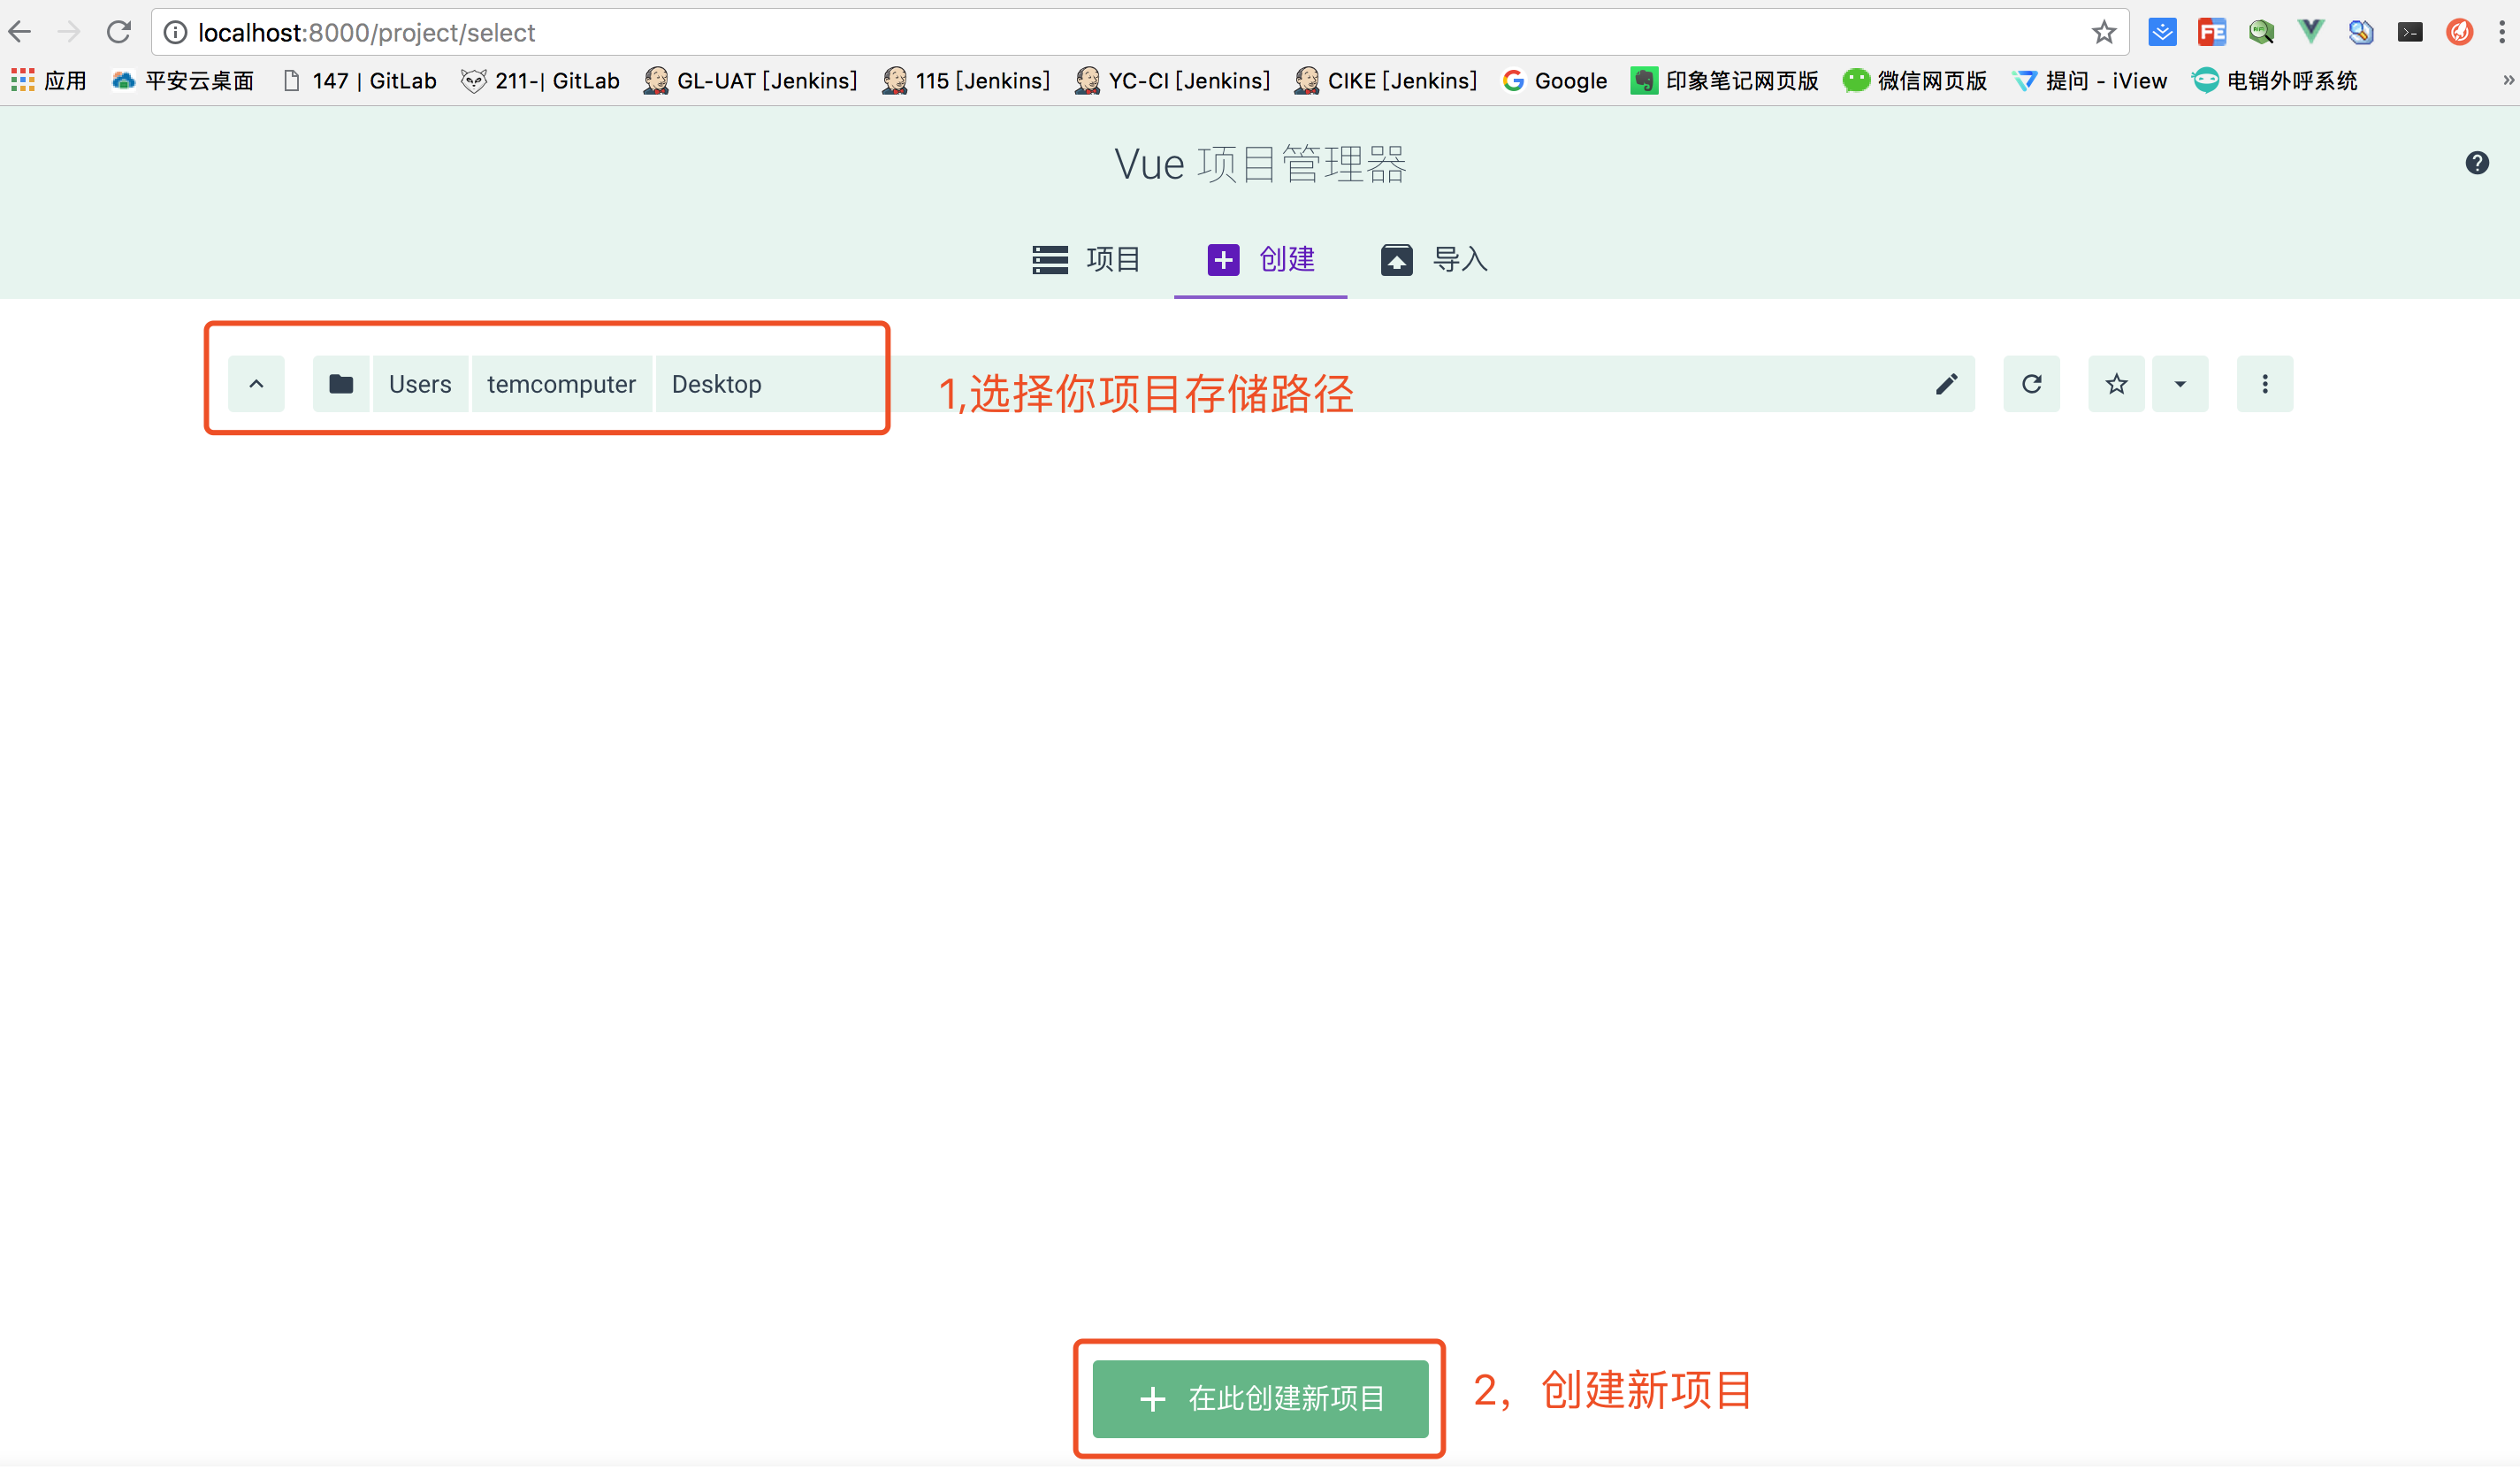 localhost:8000/project/select
应用 平安云桌面 147 | GitLab 211-| GitLab GL-UAT [Jenkins] 115 [Jenkins] YC-CI [Jenkins] CIKE [Jenkins] Google 印象笔记网页版 微信网页版 提问 - iView 电销外呼系统 »
Vue 项目管理器
项目 创建 导入
Users temcomputer Desktop
1,选择你项目存储路径
在此创建新项目
2，创建新项目